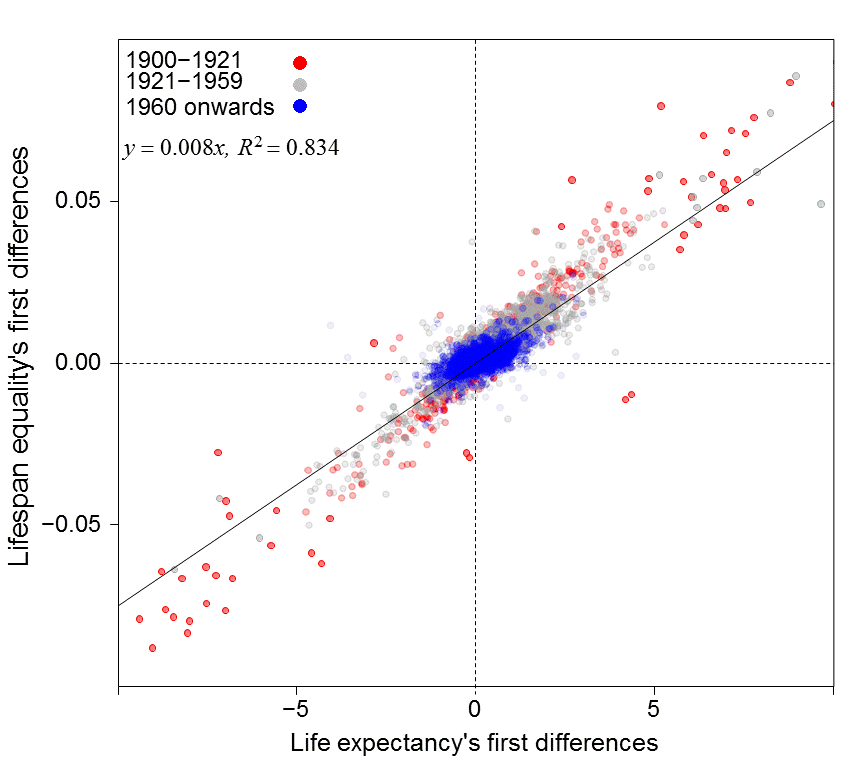 1900−1921
1921−1959
1960 onwards
y = 0.008x, R² = 0.834
Lifespan equality's first differences
0.05
0.00
−0.05
−5
0
5
Life expectancy's first differences